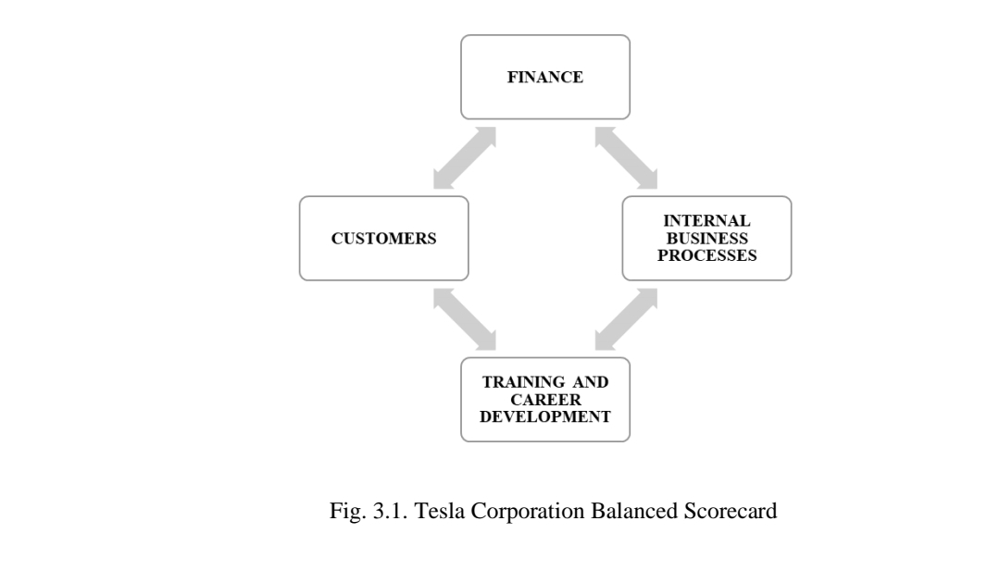 FINANCE
CUSTOMERS
INTERNAL
BUSINESS
PROCESSES
TRAINING AND
CAREER
DEVELOPMENT
Fig. 3.1. Tesla Corporation Balanced Scorecard